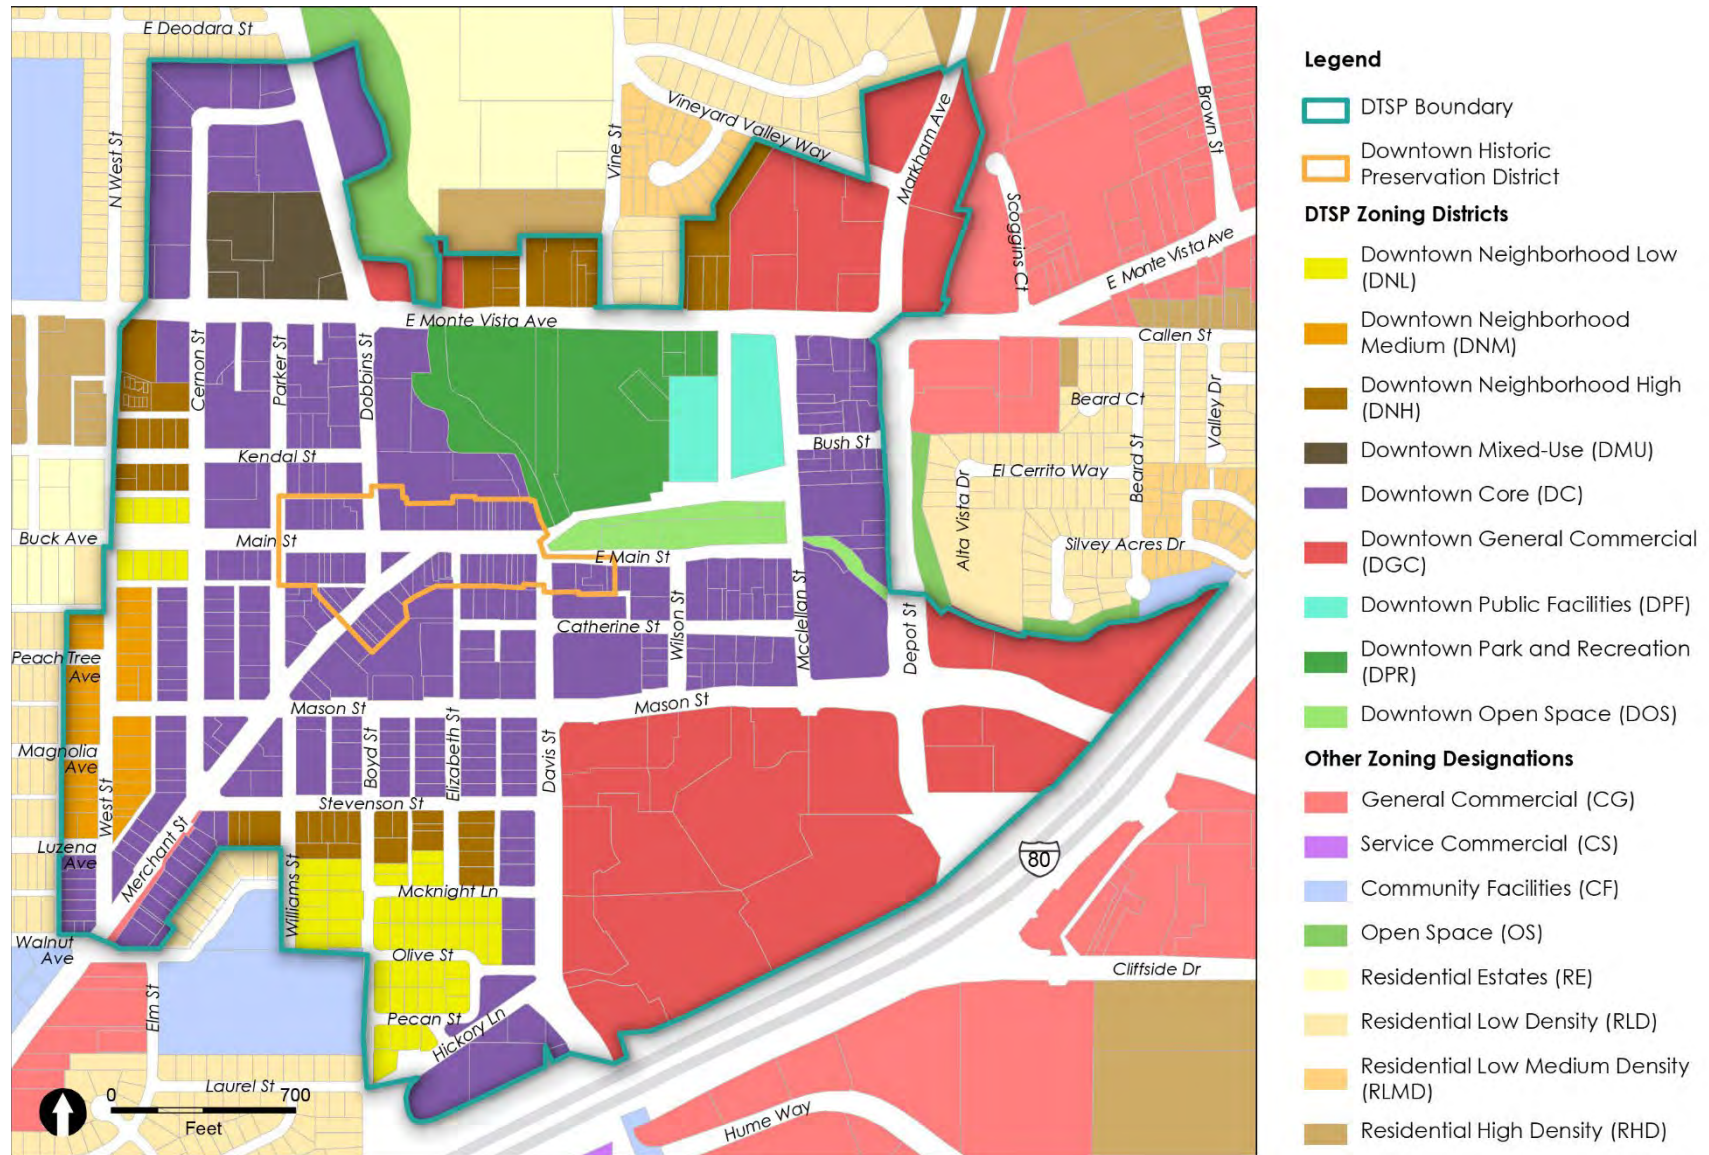 E Deodara St
N West St
Vine St
Vineyard Valley Way
Markham Ave
Brown St
Scoggins Ct
E Monte Vista Ave
E Monte Vista Ave
Callen St
Cernon St
Parker St
Dobbins St
Beard Ct
Valley Dr
Bush St
Kendal St
El Cerrito Way
Beard St
Alta Vista Dr
Buck Ave
Main St
E Main St
Silvey Acres Dr
Mcclellan St
Wilson St
Catherine St
Depot St
Peach Tree
Ave
Mason St
Mason St
Magnolia
Ave
West St
Boyd St
Elizabeth St
Davis St
Stevenson St
Merchant St
Luzena
Ave
80
Williams St
Mcknight Ln
Walnut
Ave
Olive St
Cliffside Dr
Elm St
Pecan St
Hickory Ln
Laurel St
0
700
Feet
Hume Way
Legend
DTSP Boundary
Downtown Historic
Preservation District
DTSP Zoning Districts
Downtown Neighborhood Low
(DNL)
Downtown Neighborhood
Medium (DNM)
Downtown Neighborhood High
(DNH)
Downtown Mixed-Use (DMU)
Downtown Core (DC)
Downtown General Commercial
(DGC)
Downtown Public Facilities (DPF)
Downtown Park and Recreation
(DPR)
Downtown Open Space (DOS)
Other Zoning Designations
General Commercial (CG)
Service Commercial (CS)
Community Facilities (CF)
Open Space (OS)
Residential Estates (RE)
Residential Low Density (RLD)
Residential Low Medium Density
(RLMD)
Residential High Density (RHD)